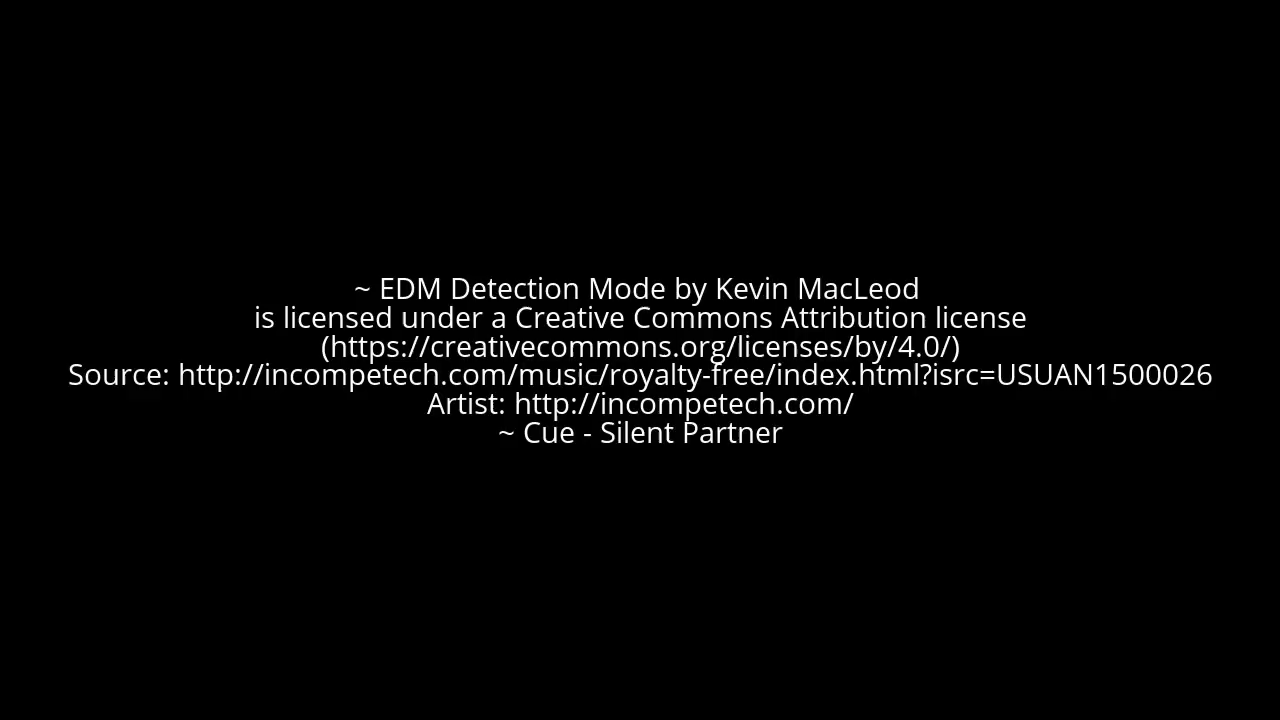 ~ EDM Detection Mode by Kevin MacLeod
is licensed under a Creative Commons Attribution license
(https://creativecommons.org/licenses/by/4.0/)
Source: http://incompetech.com/music/royalty-free/index.html?isrc=USUAN1500026
Artist: http://incompetech.com/
~ Cue - Silent Partner